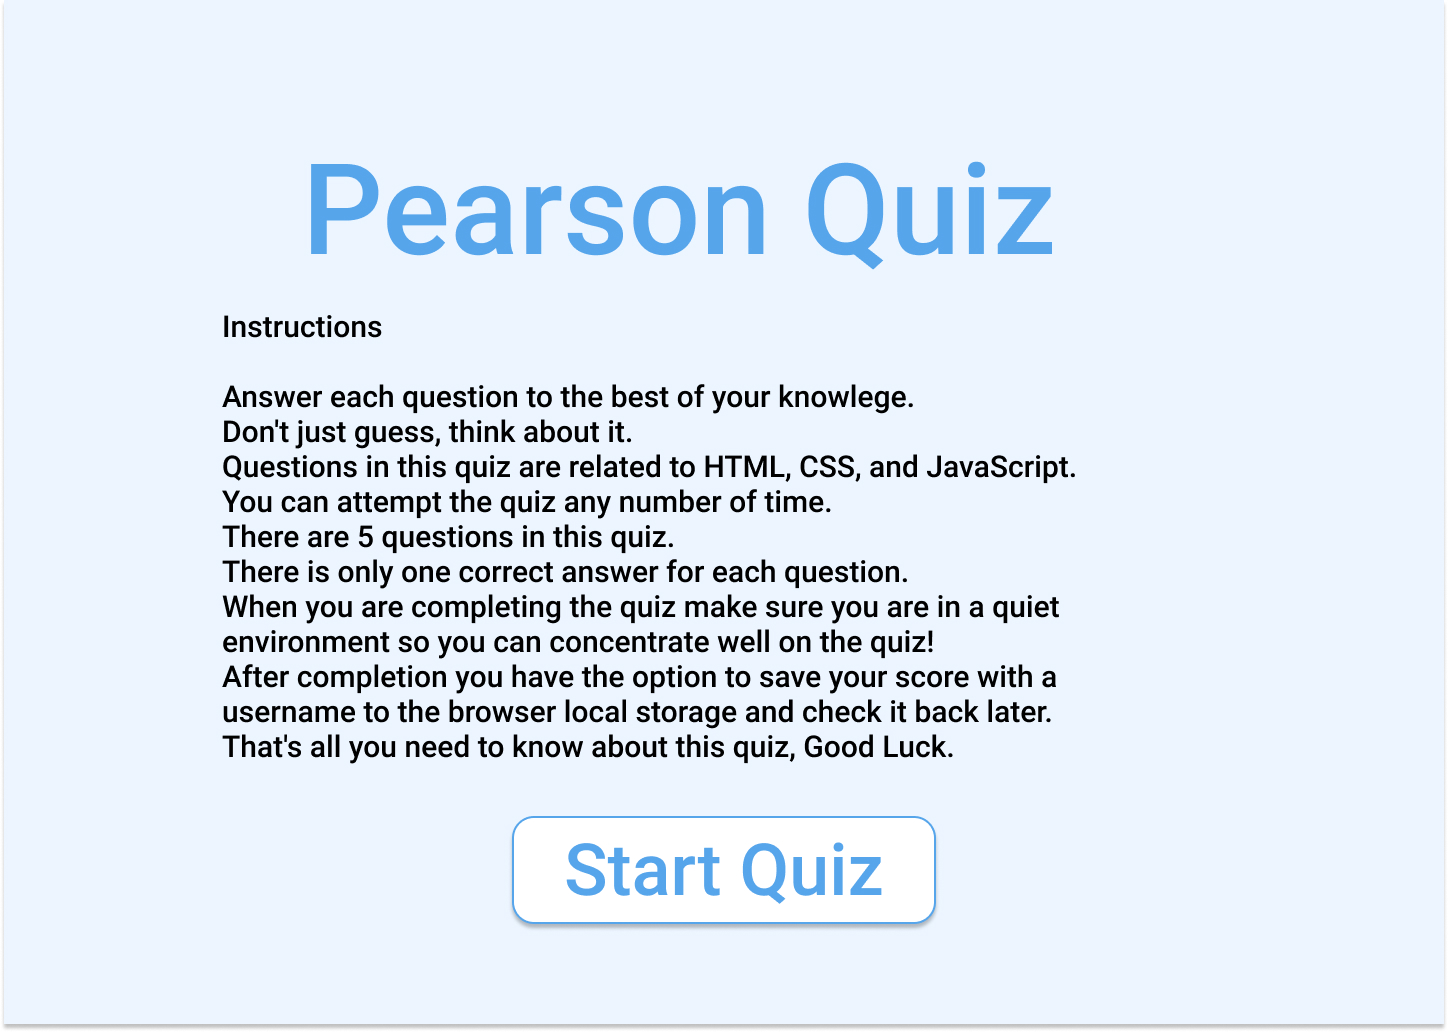 Pearson Quiz
Instructions
Answer each question to the best of your knowlege.
Don't just guess, think about it.
Questions in this quiz are related to HTML, CSS, and JavaScript.
You can attempt the quiz any number of time.
There are 5 questions in this quiz.
There is only one correct answer for each question.
When you are completing the quiz make sure you are in a quiet
environment so you can concentrate well on the quiz!
After completion you have the option to save your score with a
username to the browser local storage and check it back later.
That's all you need to know about this quiz, Good Luck.
Start Quiz